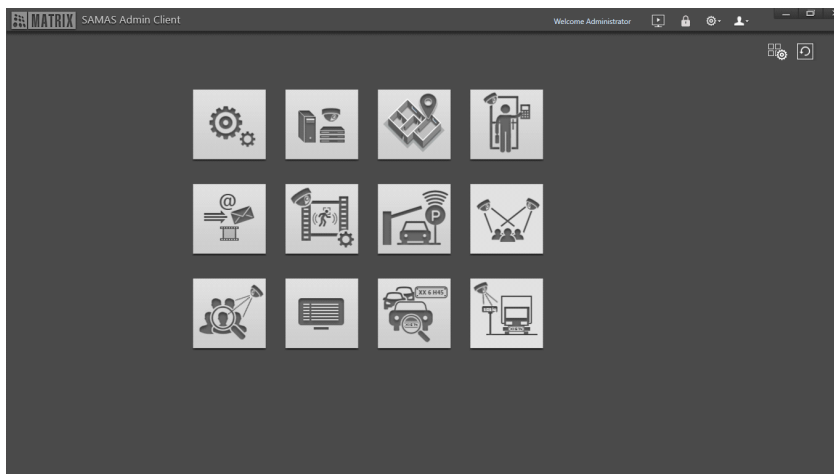 MATRIX SAMAS Admin Client
Welcome Administrator
@
P
XX 6 HH5